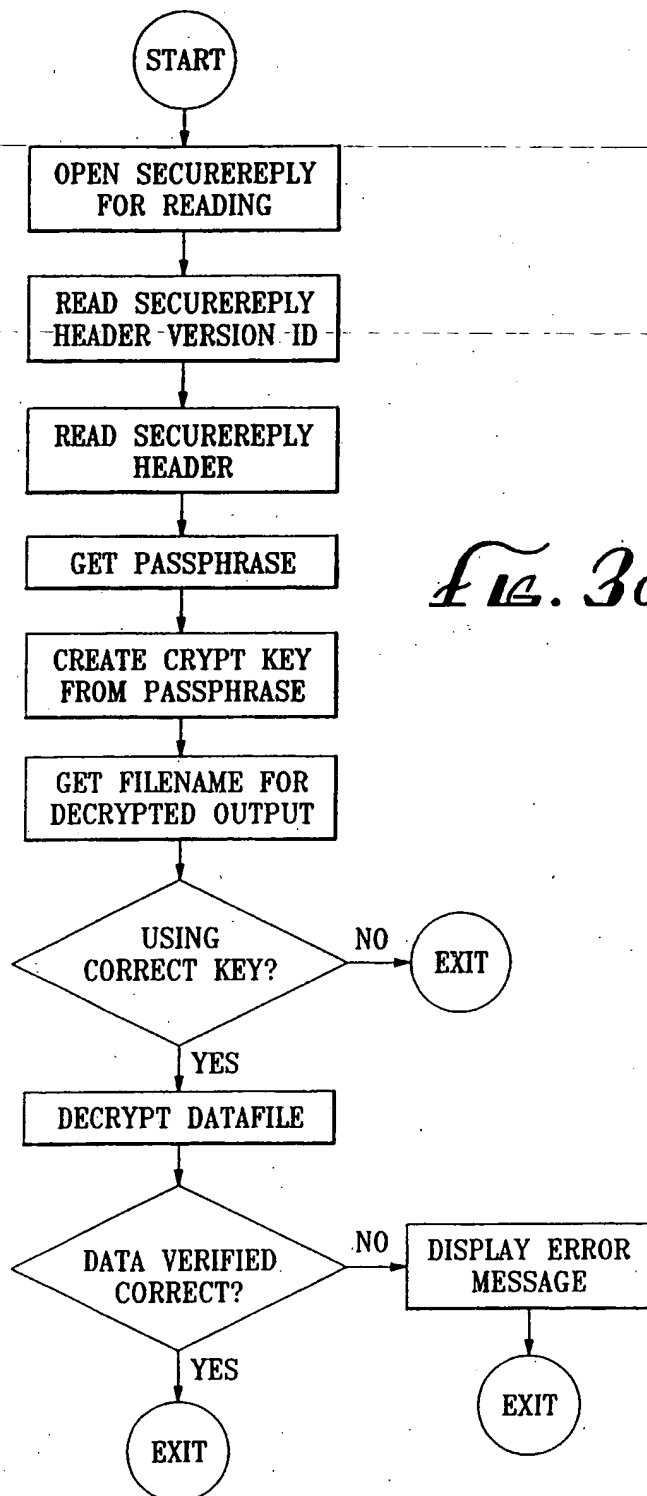 START
OPEN SECUREREPLY
FOR READING
READ SECUREREPLY
HEADER VERSION ID
READ SECUREREPLY
HEADER
GET PASSPHRASE
CREATE CRYPT KEY
FROM PASSPHRASE
GET FILENAME FOR
DECRYPTED OUTPUT
USING
CORRECT KEY?
NO
EXIT
YES
DECRYPT DATAFILE
DATA VERIFIED
CORRECT?
NO
DISPLAY ERROR
MESSAGE
YES
EXIT
EXIT
FIG. 3